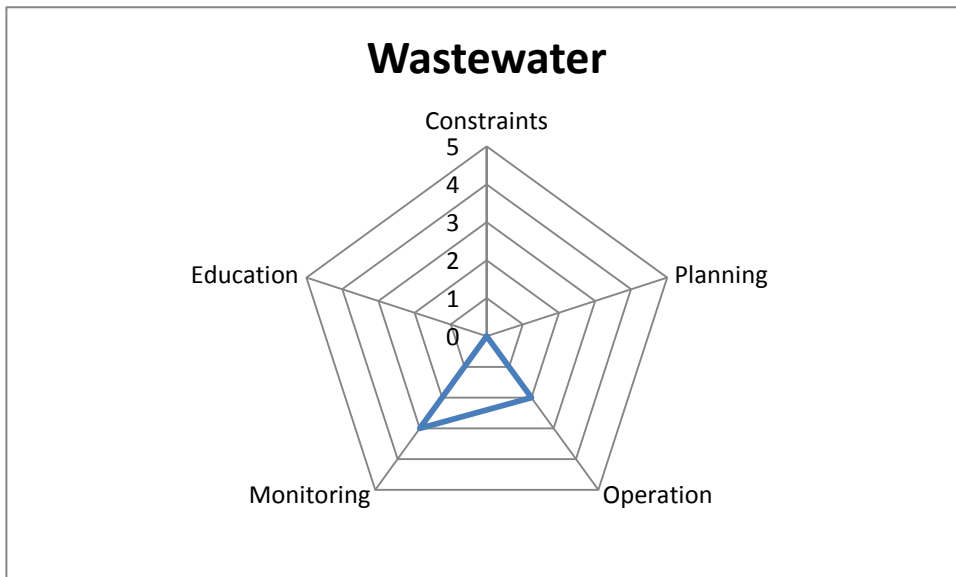 Wastewater
Constraints
5
4
3
2
1
0
Education
Planning
Monitoring
Operation